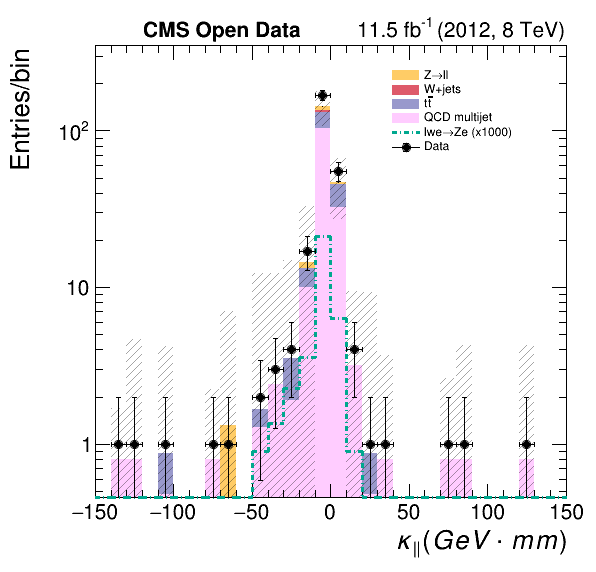 CMS Open Data 11.5 fb⁻¹ (2012, 8 TeV)
Entries/bin
Z→ll
W+jets
tt̅
QCD multijet
lwe→Ze (x1000)
Data
10²
10
1
−150 −100 −50 0 50 100 150
κ∥(GeV · mm)